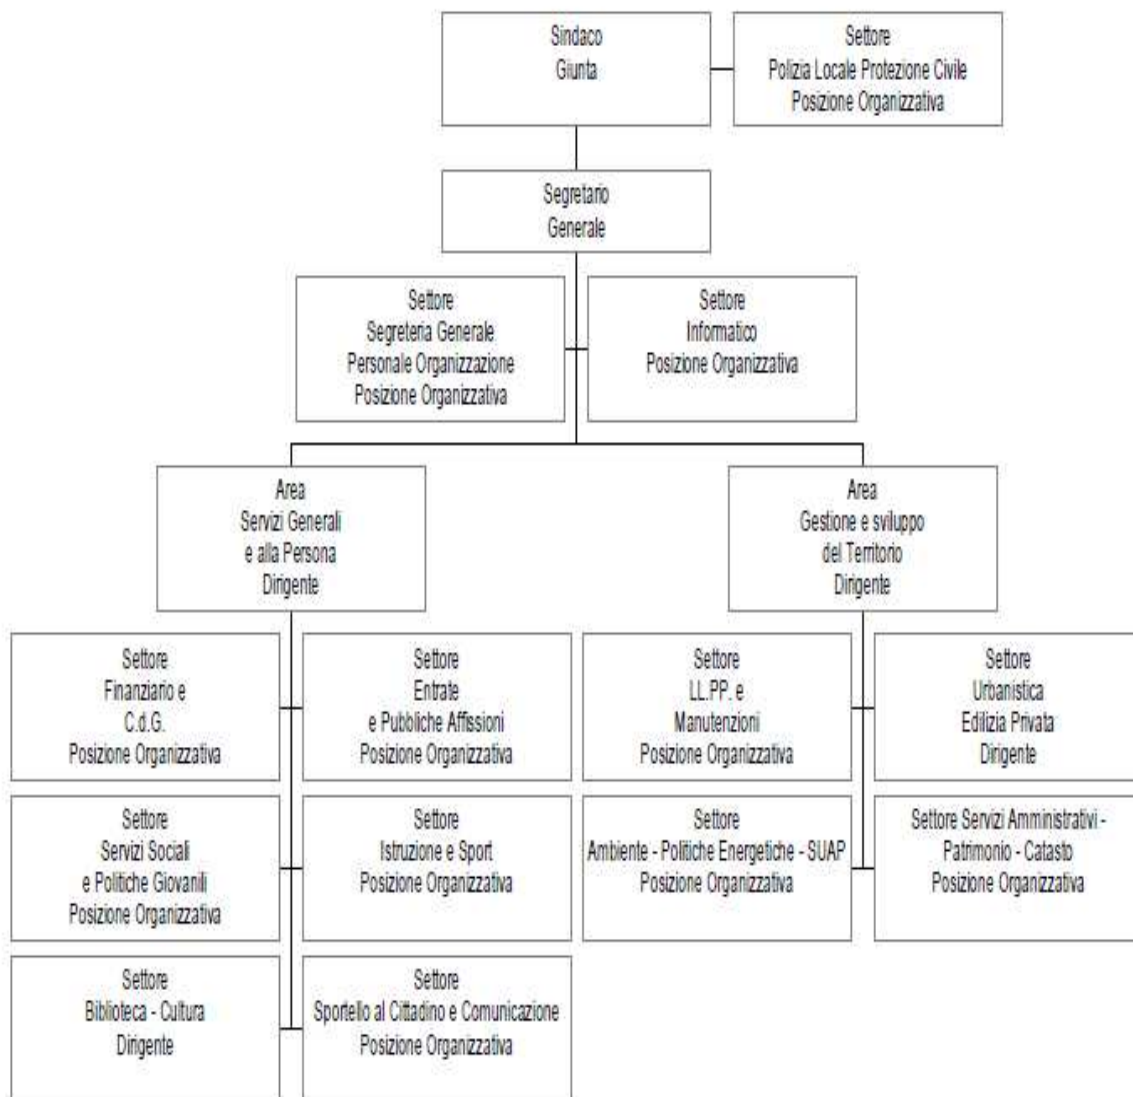 Sindaco
Giunta
Settore
Polizia Locale Protezione Civile
Posizione Organizzativa
Segretario
Generale
Settore
Segreteria Generale
Personale Organizzazione
Posizione Organizzativa
Settore
Informatico
Posizione Organizzativa
Area
Servizi Generali
e alla Persona
Dirigente
Area
Gestione e sviluppo
del Territorio
Dirigente
Settore
Finanziario e
C.d.G.
Posizione Organizzativa
Settore
Entrate
e Pubbliche Affissioni
Posizione Organizzativa
Settore
LL.PP. e
Manutenzioni
Posizione Organizzativa
Settore
Urbanistica
Edilizia Privata
Dirigente
Settore
Servizi Sociali
e Politiche Giovanili
Posizione Organizzativa
Settore
Istruzione e Sport
Posizione Organizzativa
Settore
Ambiente - Politiche Energetiche - SUAP
Posizione Organizzativa
Settore Servizi Amministrativi -
Patrimonio - Catasto
Posizione Organizzativa
Settore
Biblioteca - Cultura
Dirigente
Settore
Sportello al Cittadino e Comunicazione
Posizione Organizzativa